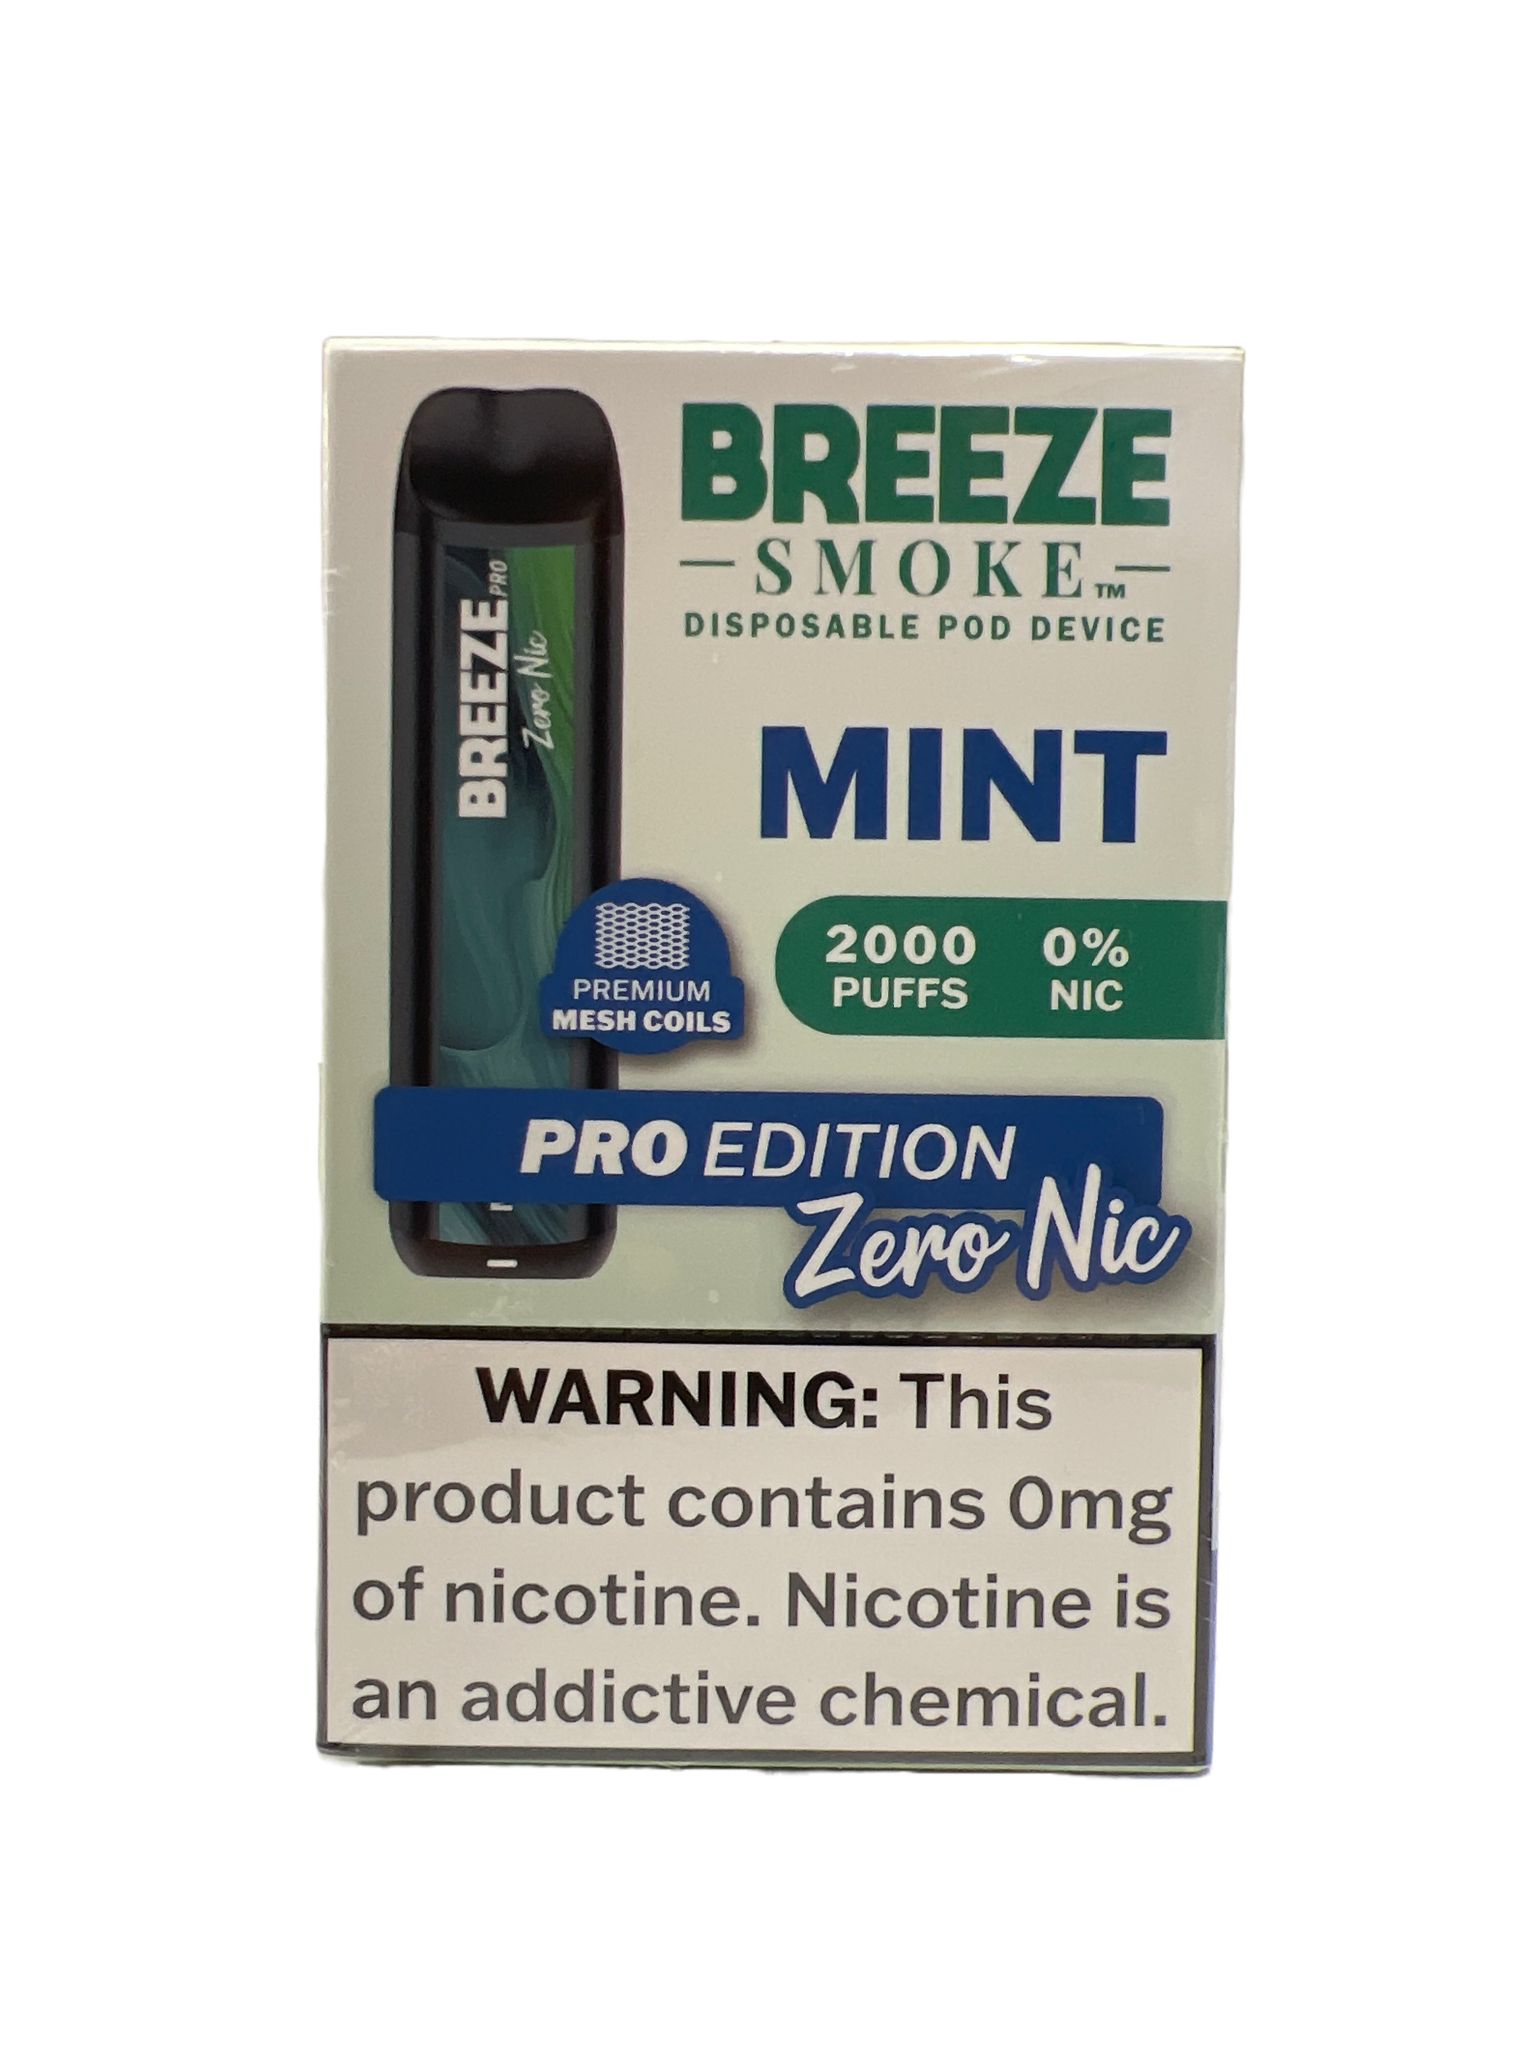 BREEZE
SMOKE™
DISPOSABLE POD DEVICE
BREEZE PRO
Zero Nic
MINT
2000 PUFFS
0% NIC
PREMIUM
MESH COILS
PRO EDITION
Zero Nic
WARNING: This
product contains 0mg
of nicotine. Nicotine is
an addictive chemical.